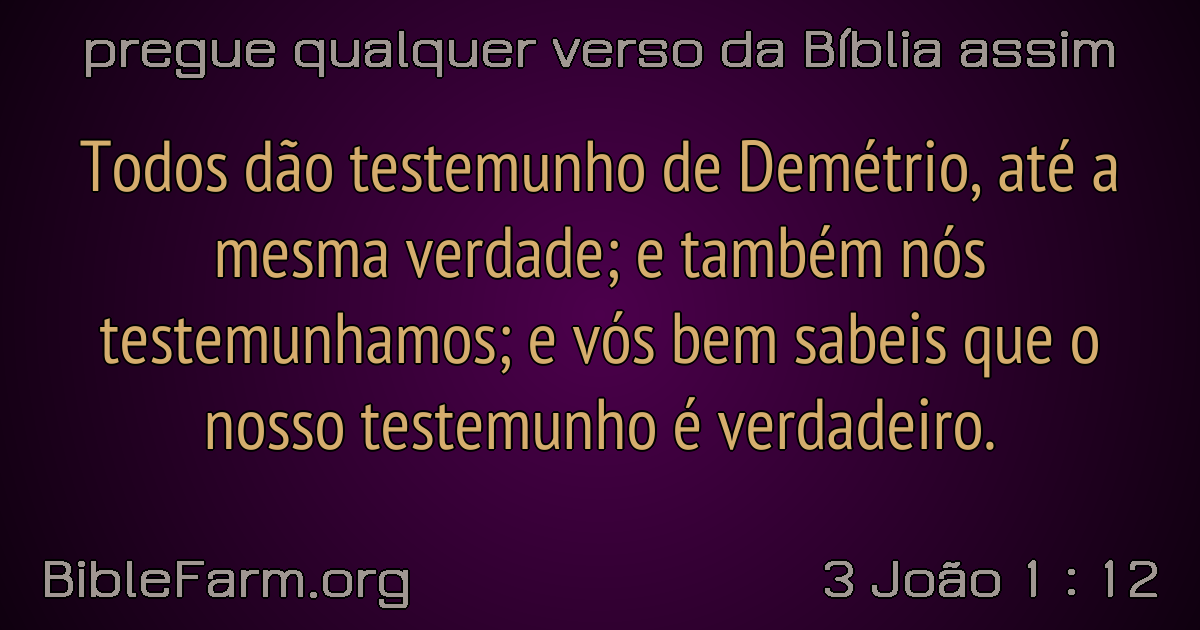 pregue qualquer verso da Bíblia assim
Todos dão testemunho de Demétrio, até a
mesma verdade; e também nós
testemunhamos; e vós bem sabeis que o
nosso testemunho é verdadeiro.
BibleFarm.org
3 João 1 : 12